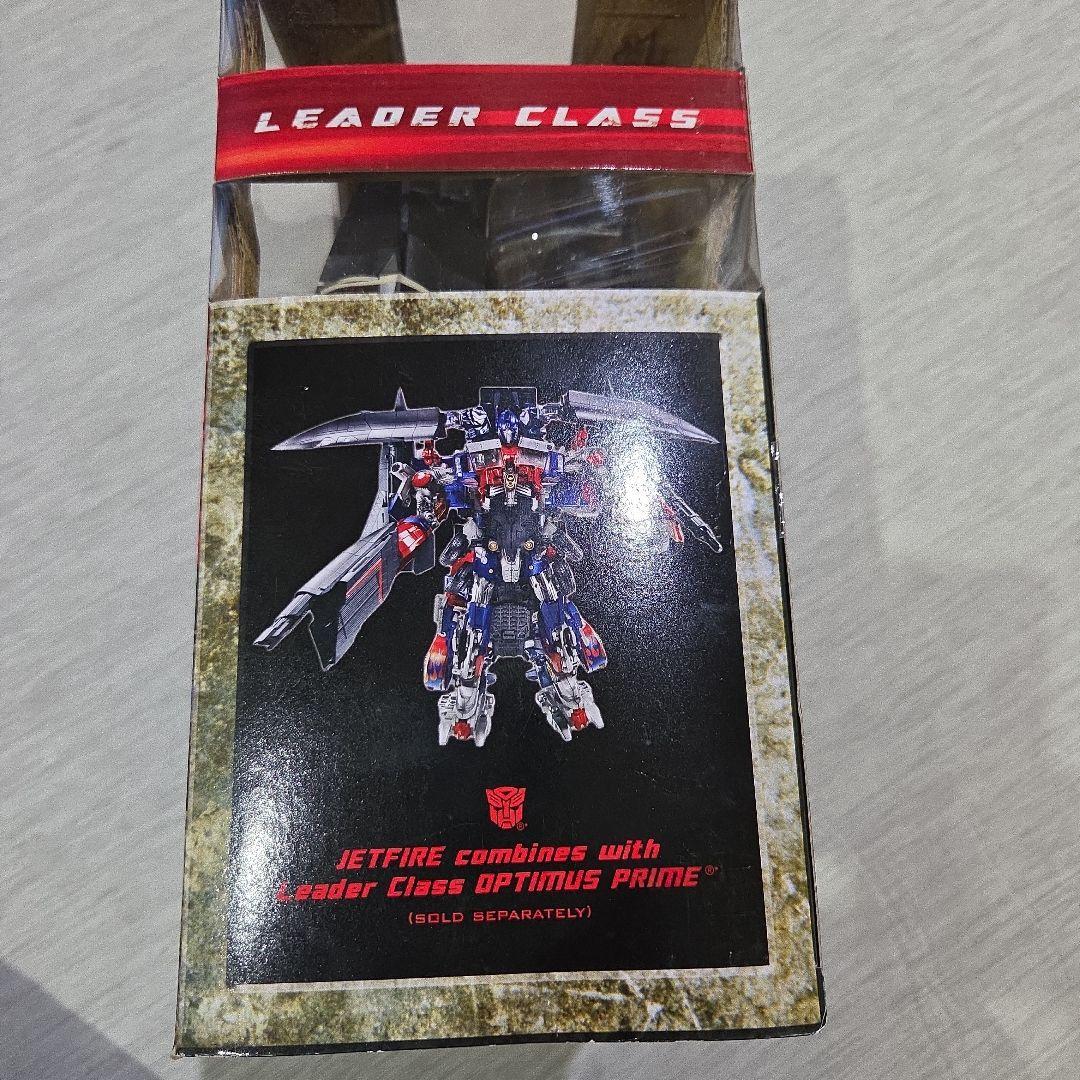 LEADER CLASS
JETFIRE combines with
Leader Class OPTIMUS PRIME®
(SOLD SEPARATELY)